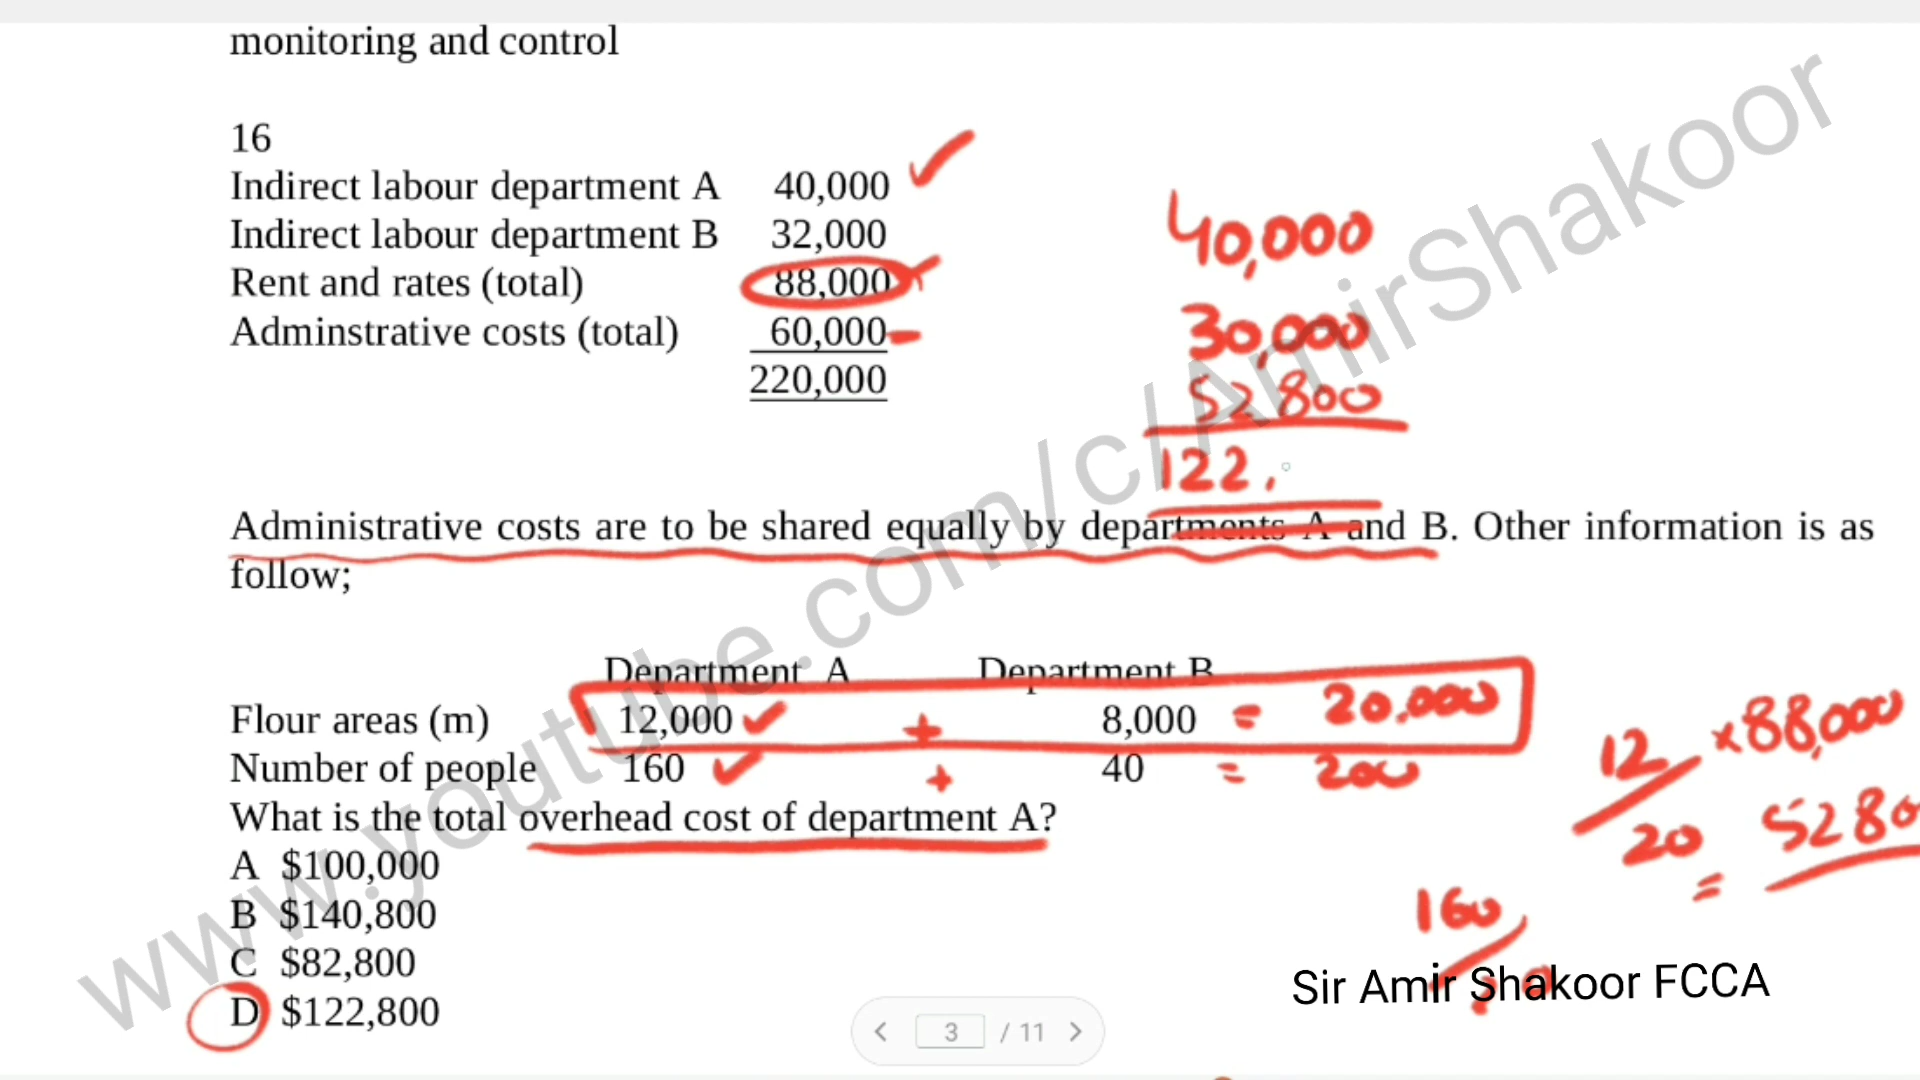 monitoring and control
16
Indirect labour department A 40,000
Indirect labour department B 32,000
Rent and rates (total) 88,000
Adminstrative costs (total) 60,000
220,000
40,000
30,000
52 800
122,
Administrative costs are to be shared equally by departments A and B. Other information is as
follow;
Department A Department B
Flour areas (m) 12,000 + 8,000 = 20,000
Number of people 160 + 40 = 200
12/20 ×88,000
= 5280
What is the total overhead cost of department A?
A $100,000
B $140,800
C $82,800
D $122,800
160/
Sir Amir Shakoor FCCA
3 / 11
www.youtube.com/c/AmirShakoor